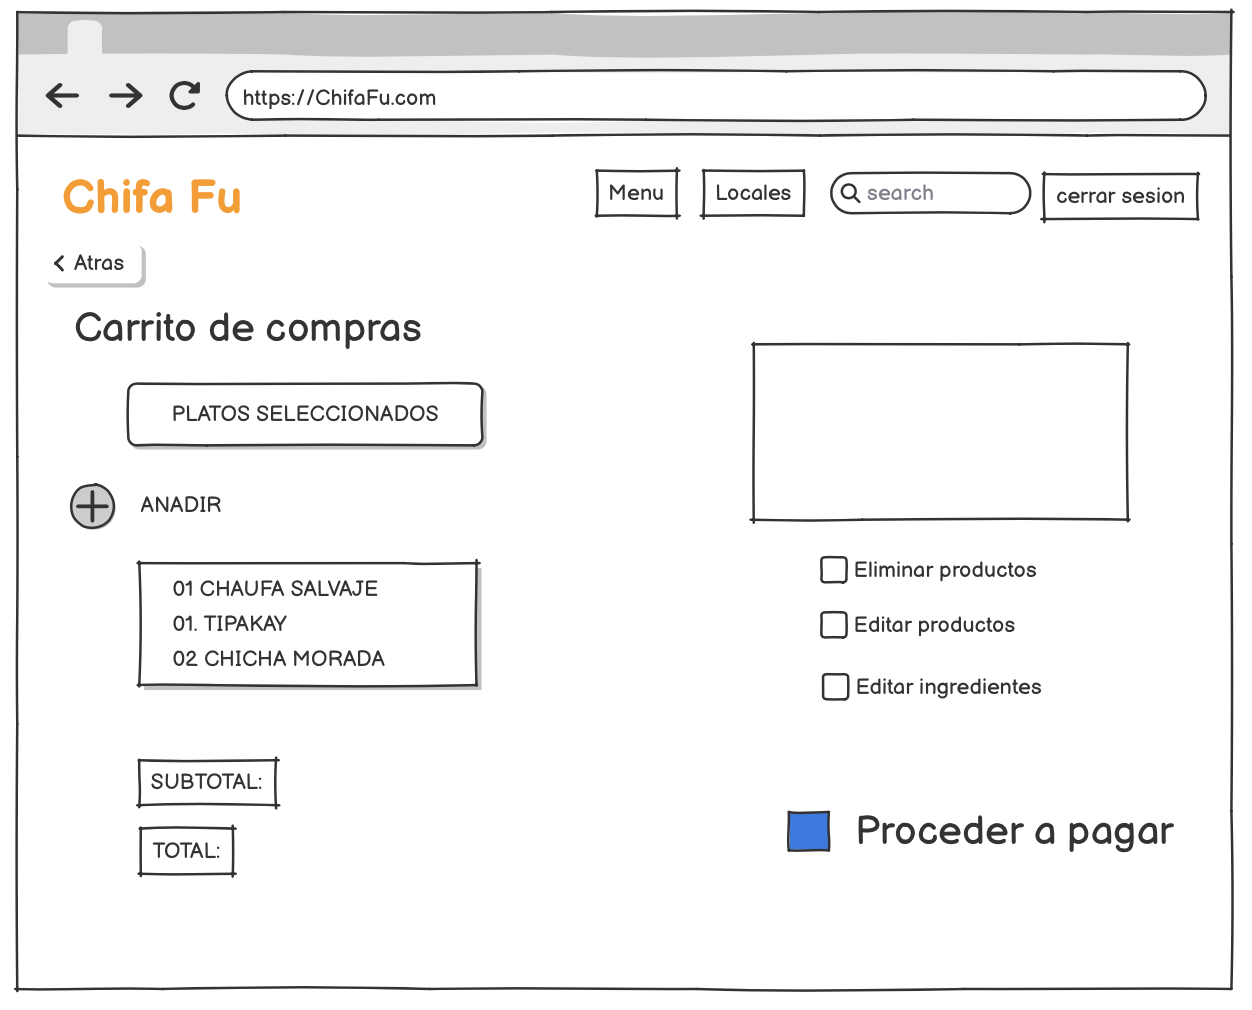 https://ChifaFu.com
Chifa Fu
Menu
Locales
search
cerrar sesion
Atras
Carrito de compras
PLATOS SELECCIONADOS
ANADIR
01 CHAUFA SALVAJE
01. TIPAKAY
02 CHICHA MORADA
Eliminar productos
Editar productos
Editar ingredientes
SUBTOTAL:
TOTAL:
Proceder a pagar